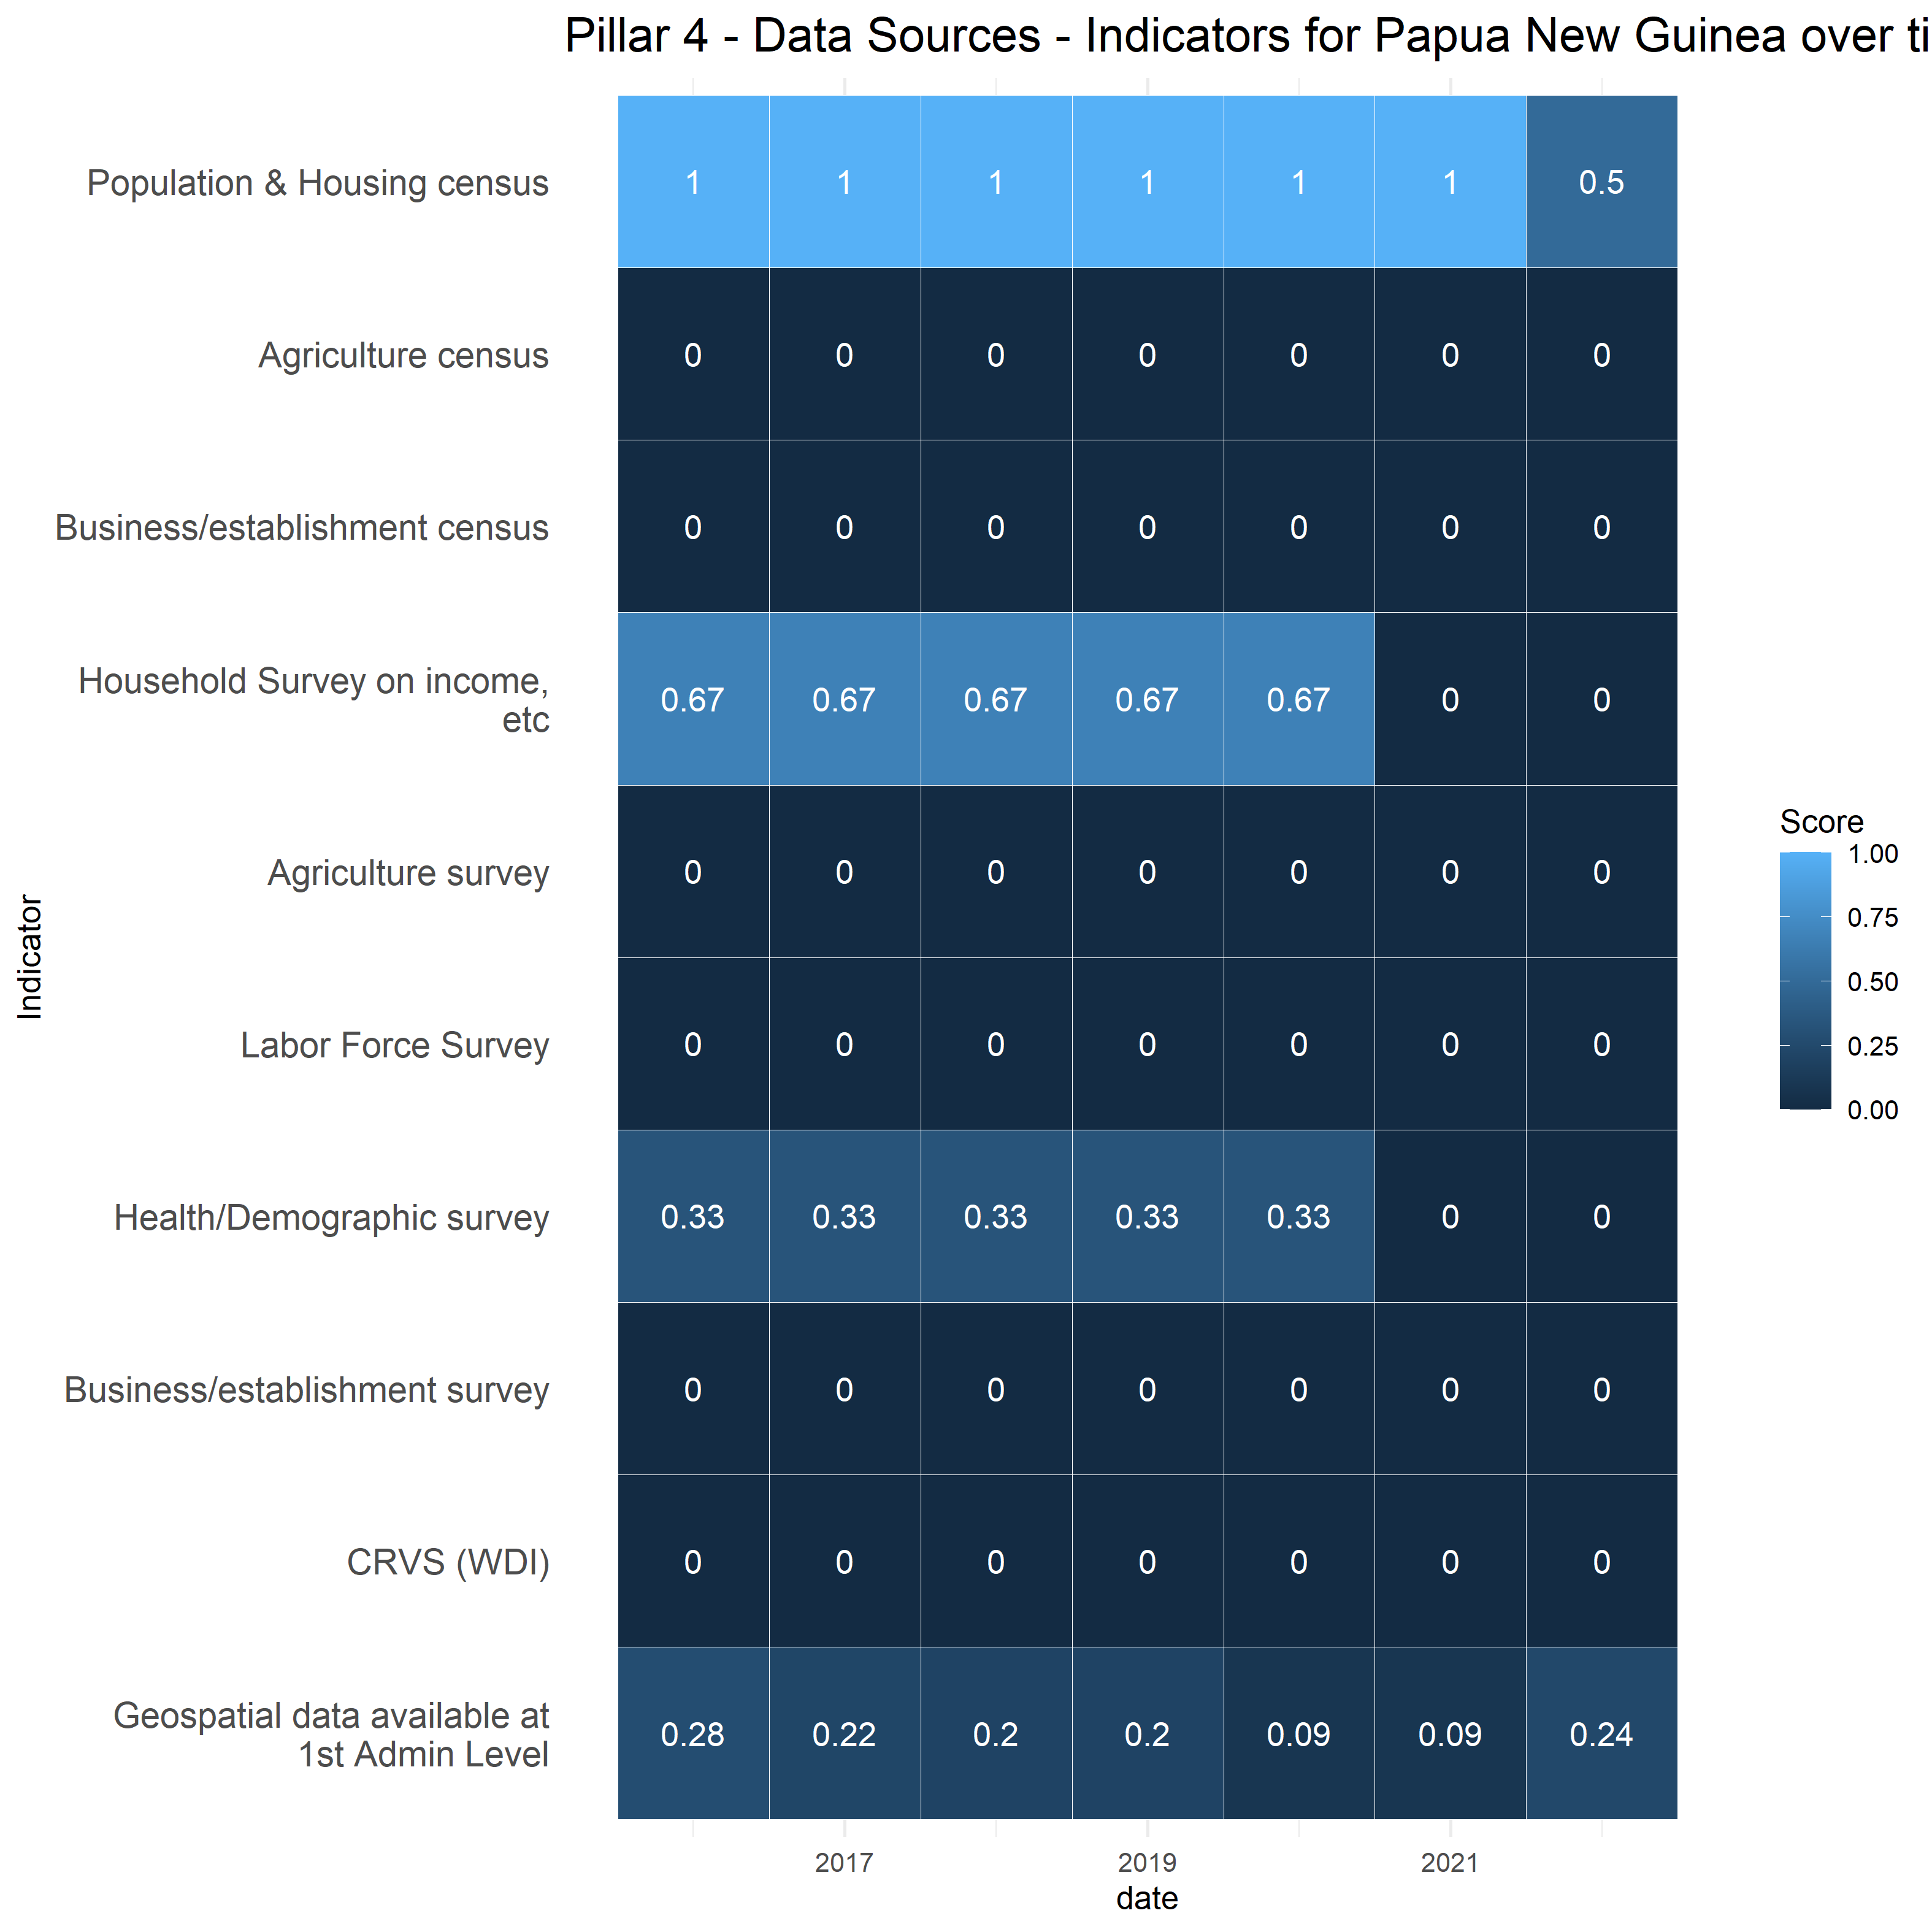 Pillar 4 - Data Sources - Indicators for Papua New Guinea over ti
Population & Housing census
1 1 1 1 1 1 0.5
Agriculture census
0 0 0 0 0 0 0
Business/establishment census
0 0 0 0 0 0 0
Household Survey on income,
etc
0.67 0.67 0.67 0.67 0.67 0 0
Agriculture survey
0 0 0 0 0 0 0
Labor Force Survey
0 0 0 0 0 0 0
Health/Demographic survey
0.33 0.33 0.33 0.33 0.33 0 0
Business/establishment survey
0 0 0 0 0 0 0
CRVS (WDI)
0 0 0 0 0 0 0
Geospatial data available at
1st Admin Level
0.28 0.22 0.2 0.2 0.09 0.09 0.24
2017 2019 2021
date
Indicator
Score
1.00
0.75
0.50
0.25
0.00